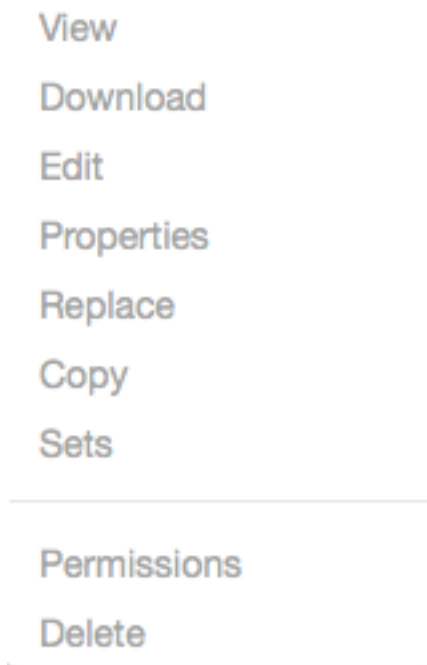 View
Download
Edit
Properties
Replace
Copy
Sets
Permissions
Delete